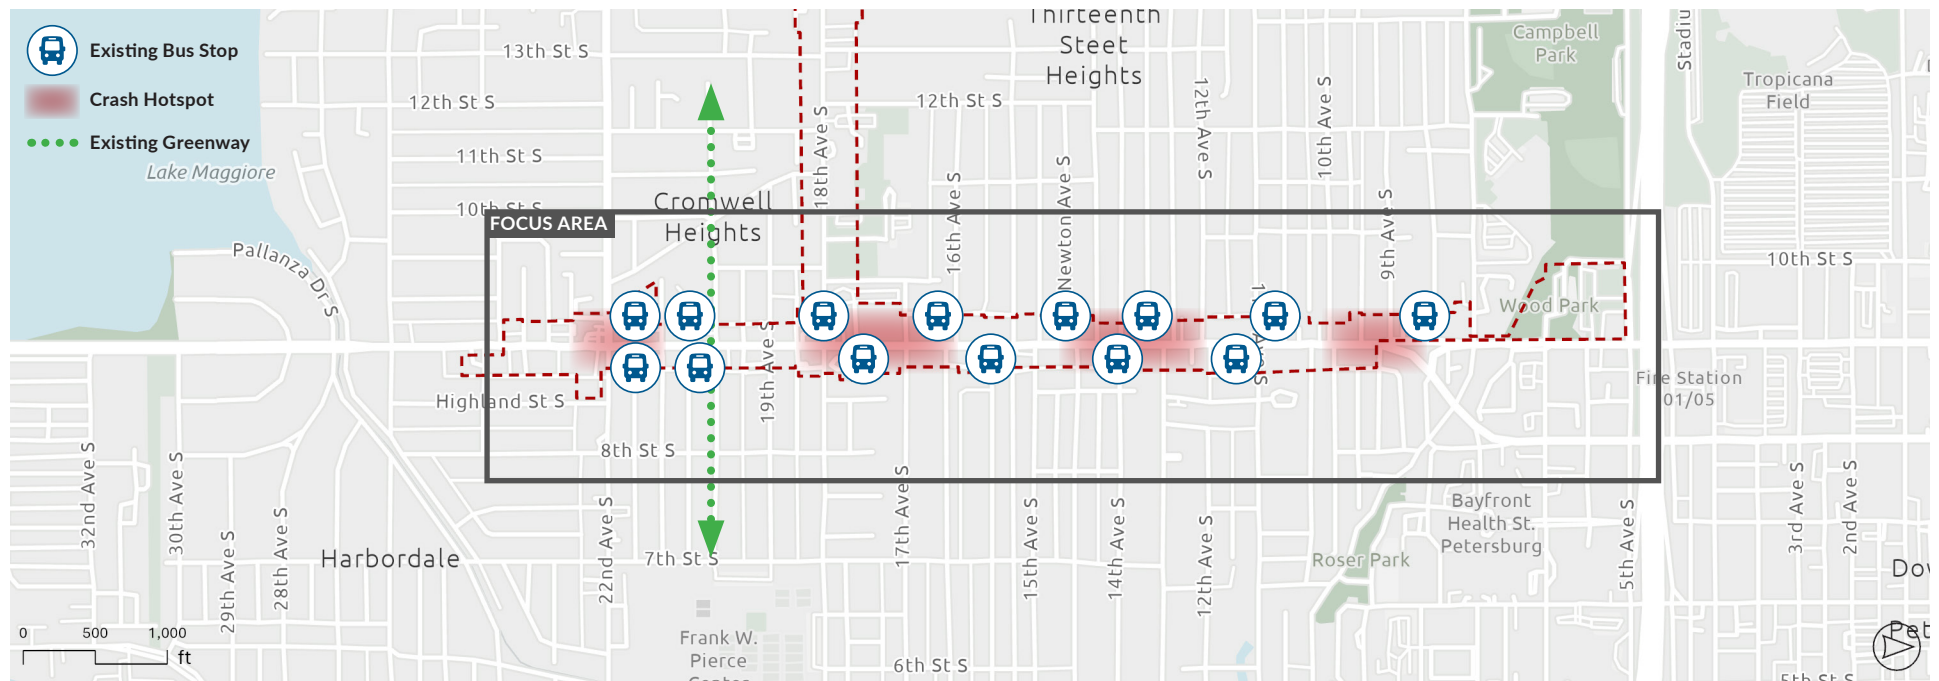 Existing Bus Stop
Crash Hotspot
Existing Greenway
Lake Maggiore
Thirteenth
Steet
Heights
Campbell
Park
Tropicana
Field
13th St S
12th St S
12th St S
11th St S
10th St S
Cromwell
Heights
18th Ave S
16th Ave S
Newton Ave S
12th Ave S
10th Ave S
9th Ave S
FOCUS AREA
Pallanza Dr S
10th St S
Wood Park
19th Ave S
Fire Station
01/05
Highland St S
8th St S
32nd Ave S
30th Ave S
29th Ave S
28th Ave S
22nd Ave S
17th Ave S
15th Ave S
14th Ave S
12th Ave S
5th Ave S
3rd Ave S
2nd Ave S
Bayfront
Health St.
Petersburg
Harbordale
7th St S
Roser Park
Frank W.
Pierce
Center
6th St S
5th St S
0 500 1,000
ft